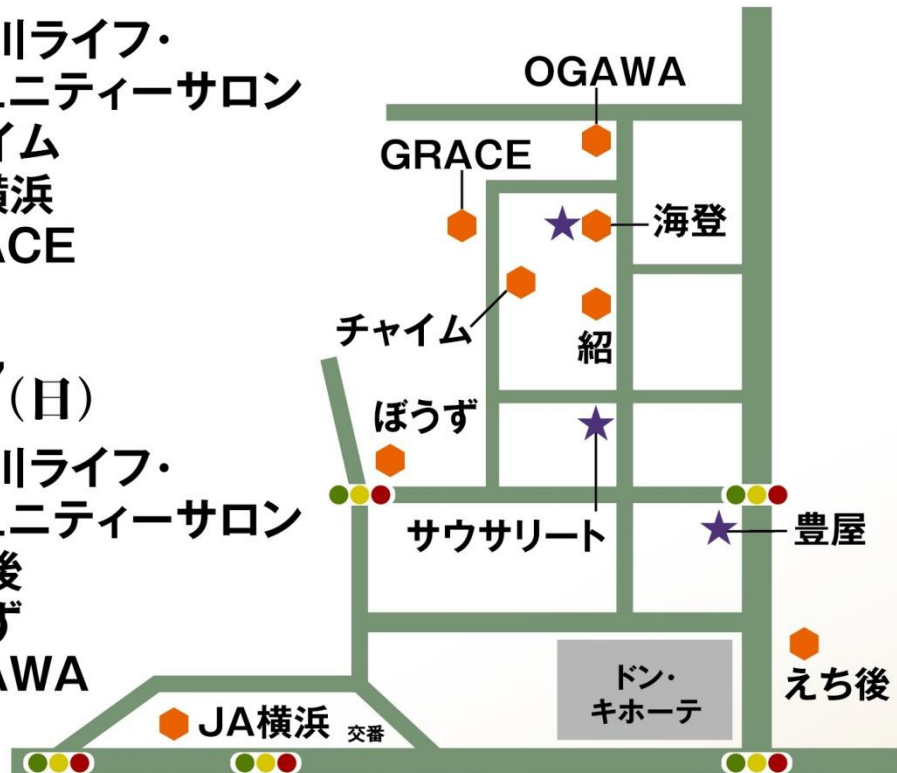 川ライフ・
ュニティーサロン
イム
横浜
ACE
（日）
川ライフ・
ュニティーサロン
後
ず
AWA
OGAWA
GRACE
海登
チャイム
紹
ぼうず
サウサリート
豊屋
ドン・
キホーテ
えち後
JA横浜
交番